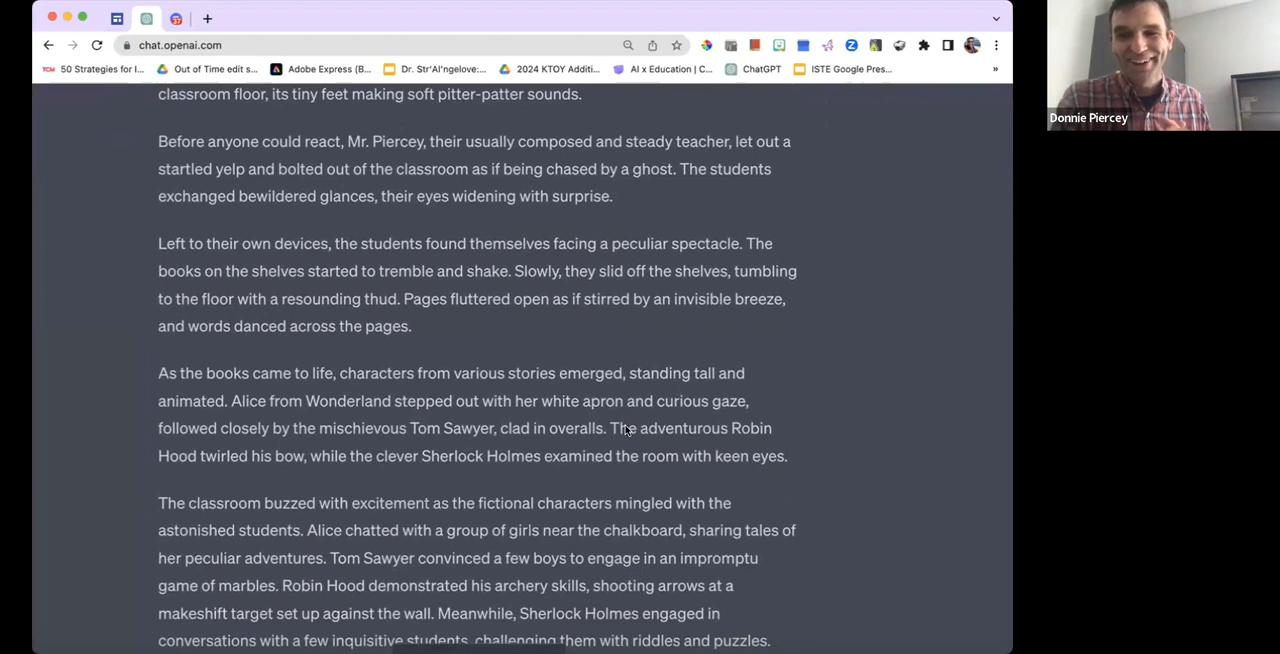 chat.openai.com
50 Strategies for I...
Out of Time edit s...
Adobe Express (B...
Dr. Str'Al'ngelove:...
2024 KTOY Additi...
AI x Education | C...
ChatGPT
ISTE Google Pres...
»
Donnie Piercey
classroom floor, its tiny feet making soft pitter-patter sounds.
Before anyone could react, Mr. Piercey, their usually composed and steady teacher, let out a
startled yelp and bolted out of the classroom as if being chased by a ghost. The students
exchanged bewildered glances, their eyes widening with surprise.
Left to their own devices, the students found themselves facing a peculiar spectacle. The
books on the shelves started to tremble and shake. Slowly, they slid off the shelves, tumbling
to the floor with a resounding thud. Pages fluttered open as if stirred by an invisible breeze,
and words danced across the pages.
As the books came to life, characters from various stories emerged, standing tall and
animated. Alice from Wonderland stepped out with her white apron and curious gaze,
followed closely by the mischievous Tom Sawyer, clad in overalls. The adventurous Robin
Hood twirled his bow, while the clever Sherlock Holmes examined the room with keen eyes.
The classroom buzzed with excitement as the fictional characters mingled with the
astonished students. Alice chatted with a group of girls near the chalkboard, sharing tales of
her peculiar adventures. Tom Sawyer convinced a few boys to engage in an impromptu
game of marbles. Robin Hood demonstrated his archery skills, shooting arrows at a
makeshift target set up against the wall. Meanwhile, Sherlock Holmes engaged in
conversations with a few inquisitive students, challenging them with riddles and puzzles.